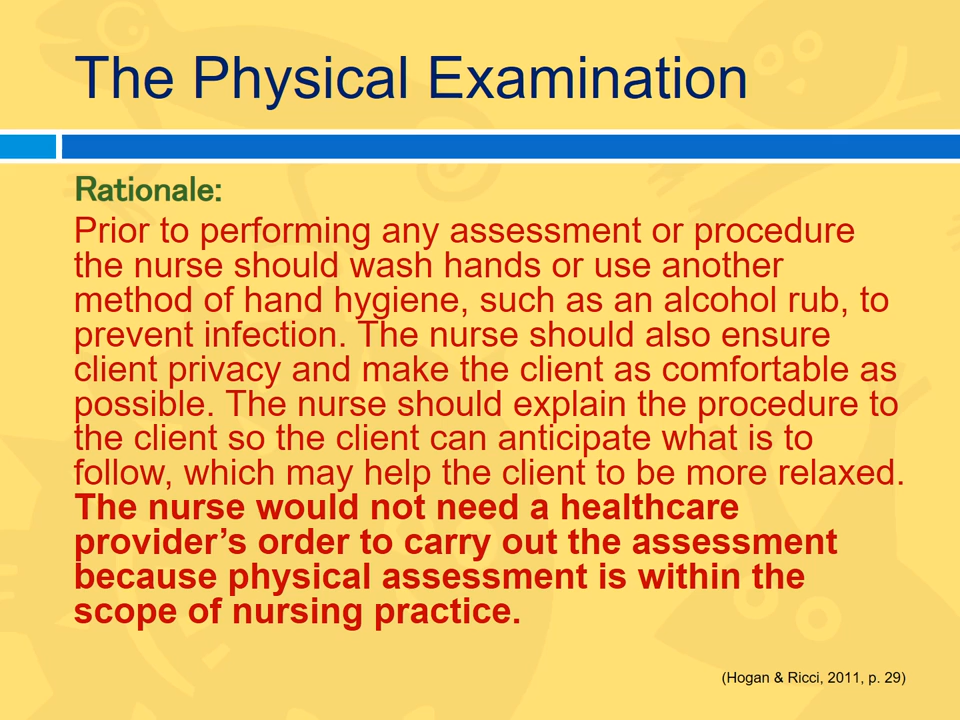 The Physical Examination
Rationale:
Prior to performing any assessment or procedure
the nurse should wash hands or use another
method of hand hygiene, such as an alcohol rub, to
prevent infection. The nurse should also ensure
client privacy and make the client as comfortable as
possible. The nurse should explain the procedure to
the client so the client can anticipate what is to
follow, which may help the client to be more relaxed.
The nurse would not need a healthcare
provider’s order to carry out the assessment
because physical assessment is within the
scope of nursing practice.
(Hogan & Ricci, 2011, p. 29)